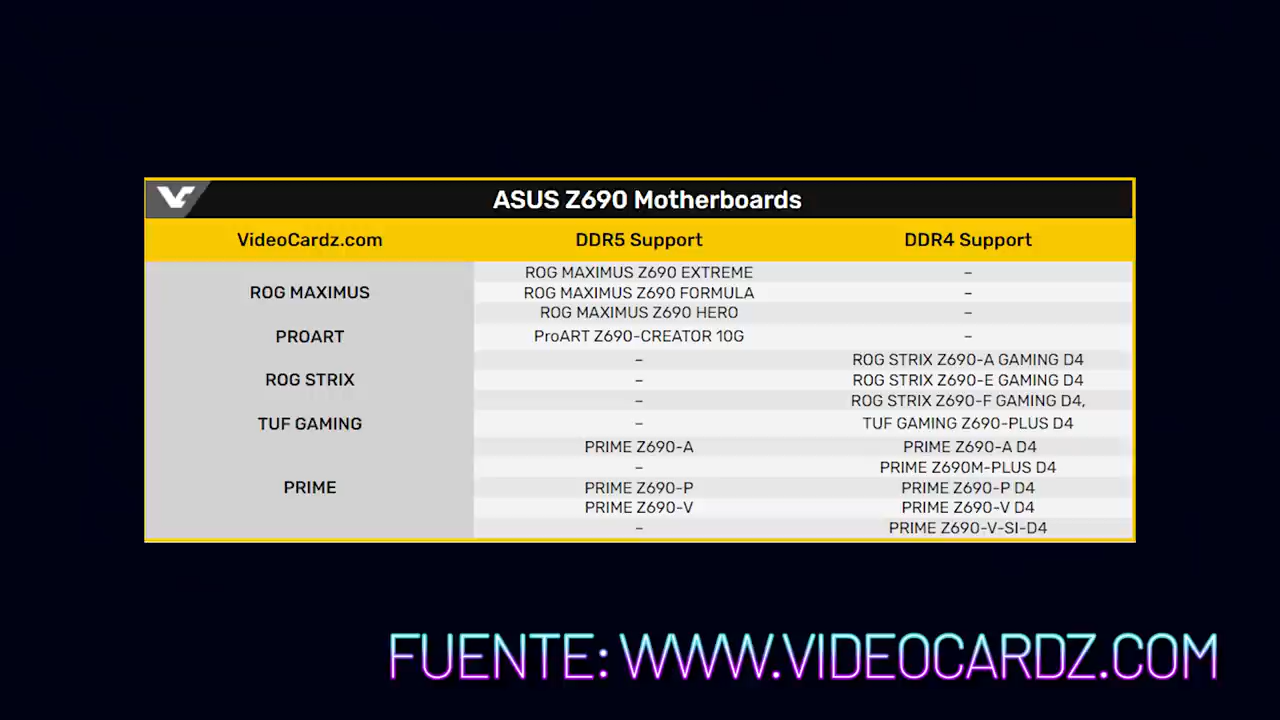 ASUS Z690 Motherboards
VideoCardz.com DDR5 Support DDR4 Support
ROG MAXIMUS
ROG MAXIMUS Z690 EXTREME –
ROG MAXIMUS Z690 FORMULA –
ROG MAXIMUS Z690 HERO –
PROART ProART Z690-CREATOR 10G –
ROG STRIX
– ROG STRIX Z690-A GAMING D4
– ROG STRIX Z690-E GAMING D4
– ROG STRIX Z690-F GAMING D4,
TUF GAMING – TUF GAMING Z690-PLUS D4
PRIME
PRIME Z690-A PRIME Z690-A D4
– PRIME Z690M-PLUS D4
PRIME Z690-P PRIME Z690-P D4
PRIME Z690-V PRIME Z690-V D4
– PRIME Z690-V-SI-D4
FUENTE: WWW.VIDEOCARDZ.COM